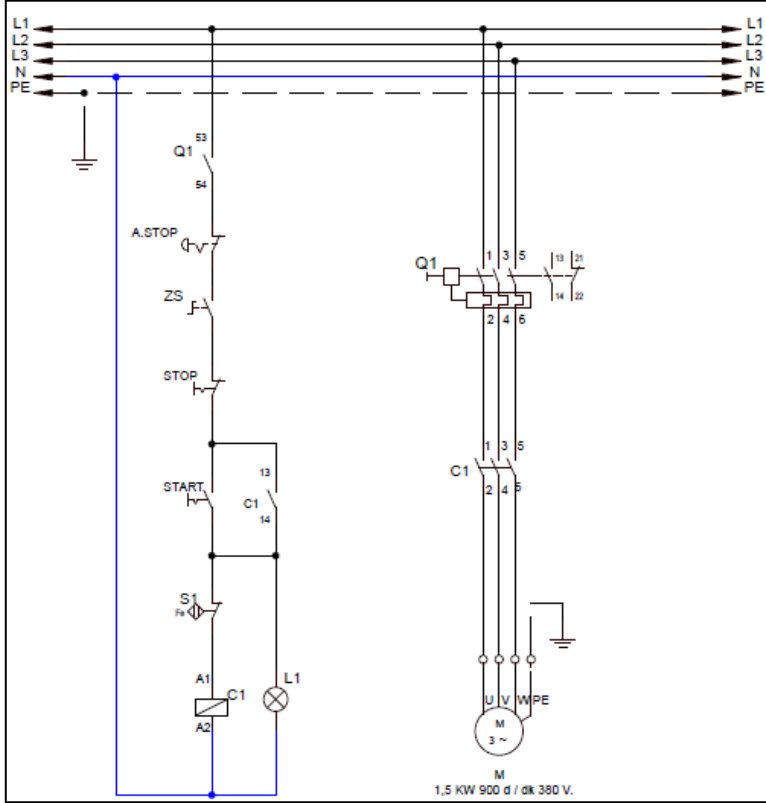 L1 L1
L2 L2
L3 L3
N N
PE PE
53
Q1
54
A.STOP
ZS
STOP
START
13
C1
14
S1
Fe
A1
C1
A2
L1
Q1
1 3 5 13 21
2 4 6 14 22
1 3 5
C1
2 4 6
U V W PE
M
3 ~
M
1,5 KW 900 d / dk 380 V.